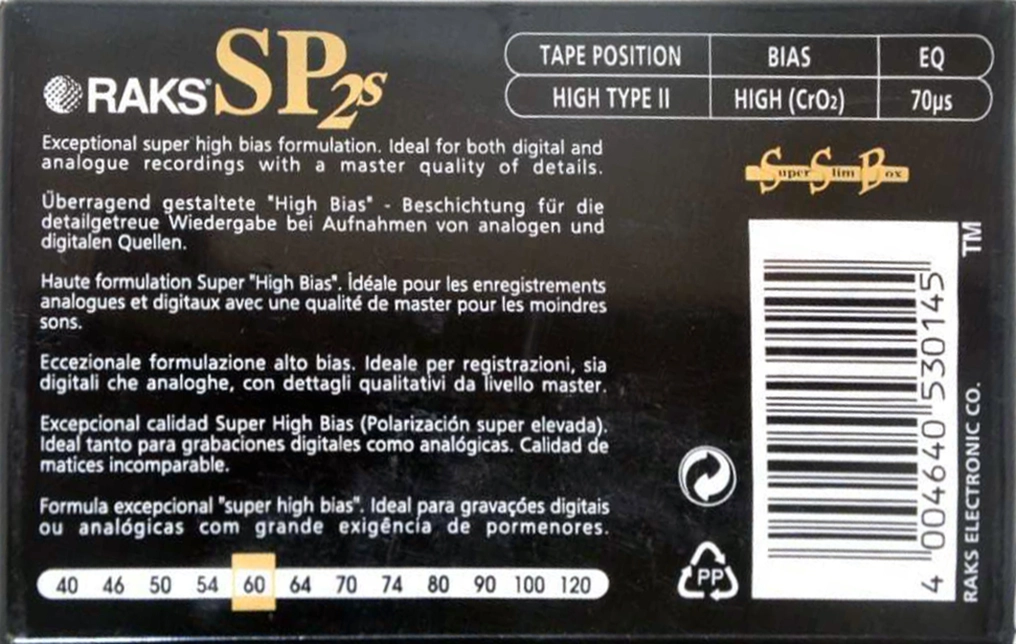 RAKS SP2s
TAPE POSITION BIAS EQ
HIGH TYPE II HIGH (CrO2) 70µs
Exceptional super high bias formulation. Ideal for both digital and
analogue recordings with a master quality of details.
Super Slim Box
Überragend gestaltete "High Bias" - Beschichtung für die
detailgetreue Wiedergabe bei Aufnahmen von analogen und
digitalen Quellen.
Haute formulation Super "High Bias". İdéale pour les enregistrements
analogues et digitaux avec une qualité de master pour les moindres
sons.
Eccezionale formulazione alto bias. Ideale per registrazioni, sia
digitali che analoghe, con dettagli qualitativi da livello master.
Excepcional calidad Super High Bias (Polarización super elevada).
Ideal tanto para grabaciones digitales como analógicas. Calidad de
matices incomparable.
Formula excepcional "super high bias". Ideal para gravaçóes digitais
ou analógicas com grande exigência de pormenores.
40 46 50 54 60 64 70 74 80 90 100 120
PP
4 004640 530145
RAKS ELECTRONIC CO. TM